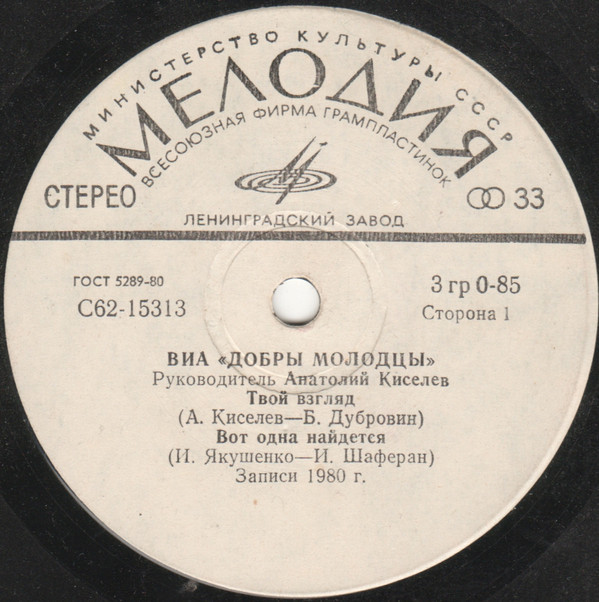 МИНИСТЕРСТВО КУЛЬТУРЫ СССР
МЕЛОДИЯ
ВСЕСОЮЗНАЯ ФИРМА ГРАМПЛАСТИНОК
СТЕРЕО
33
ЛЕНИНГРАДСКИЙ ЗАВОД
ГОСТ 5289-80
С62-15313
3 гр 0-85
Сторона 1
ВИА «ДОБРЫ МОЛОДЦЫ»
Руководитель Анатолий Киселев
Твой взгляд
(А. Киселев—Б. Дубровин)
Вот одна найдется
(И. Якушенко—И. Шаферан)
Записи 1980 г.